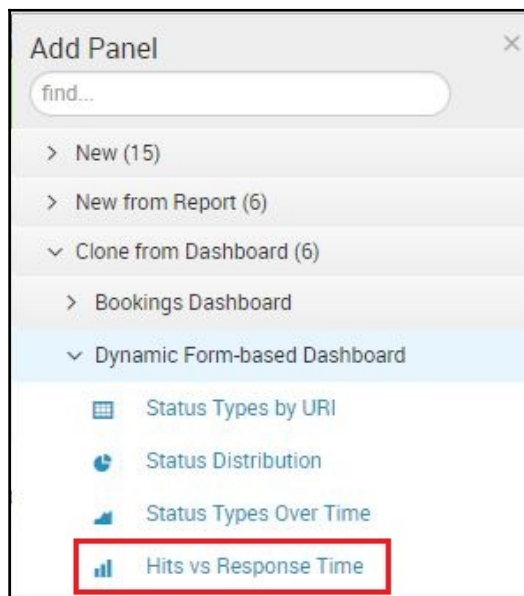 Add Panel
find...
New (15)
New from Report (6)
Clone from Dashboard (6)
Bookings Dashboard
Dynamic Form-based Dashboard
Status Types by URI
Status Distribution
Status Types Over Time
Hits vs Response Time